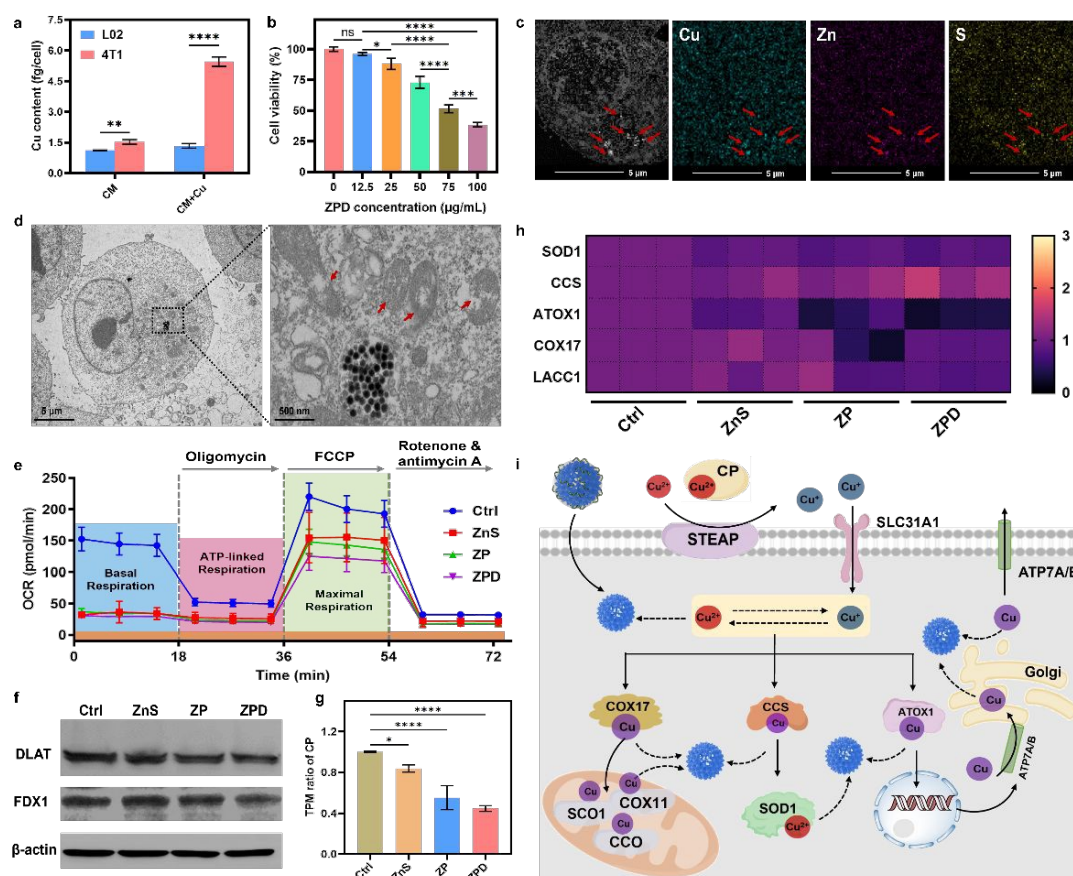 a
L02
4T1
Cu content (fg/cell)
7.5
6.0
4.5
3.0
1.5
0.0
**
****
CM
CM+Cu
b
Cell viability (%)
125
100
75
50
25
0
ns
*
****
****
****
***
0 12.5 25 50 75 100
ZPD concentration (µg/mL)
c
Cu
Zn
S
5 µm
5 µm
5 µm
5 µm
d
5 µm
500 nm
e
Oligomycin
FCCP
Rotenone &
antimycin A
OCR (pmol/min)
250
200
150
100
50
0
Basal
Respiration
ATP-linked
Respiration
Maximal
Respiration
Ctrl
ZnS
ZP
ZPD
0 18 36 54 72
Time (min)
f
Ctrl ZnS ZP ZPD
DLAT
FDX1
β-actin
g
TPM ratio of CP
1.2
0.8
0.4
0.0
****
****
*
Ctrl
ZnS
ZP
ZPD
h
SOD1
CCS
ATOX1
COX17
LACC1
Ctrl ZnS ZP ZPD
3
2
1
0
i
Cu²⁺
Cu²⁺
CP
Cu⁺
Cu⁺
STEAP
SLC31A1
ATP7A/B
Cu²⁺
Cu⁺
Cu
Golgi
Cu
COX17
Cu
CCS
Cu
ATOX1
Cu
Cu
ATP7A/B
Cu
Cu
COX11
SCO1
Cu
CCO
SOD1
Cu²⁺